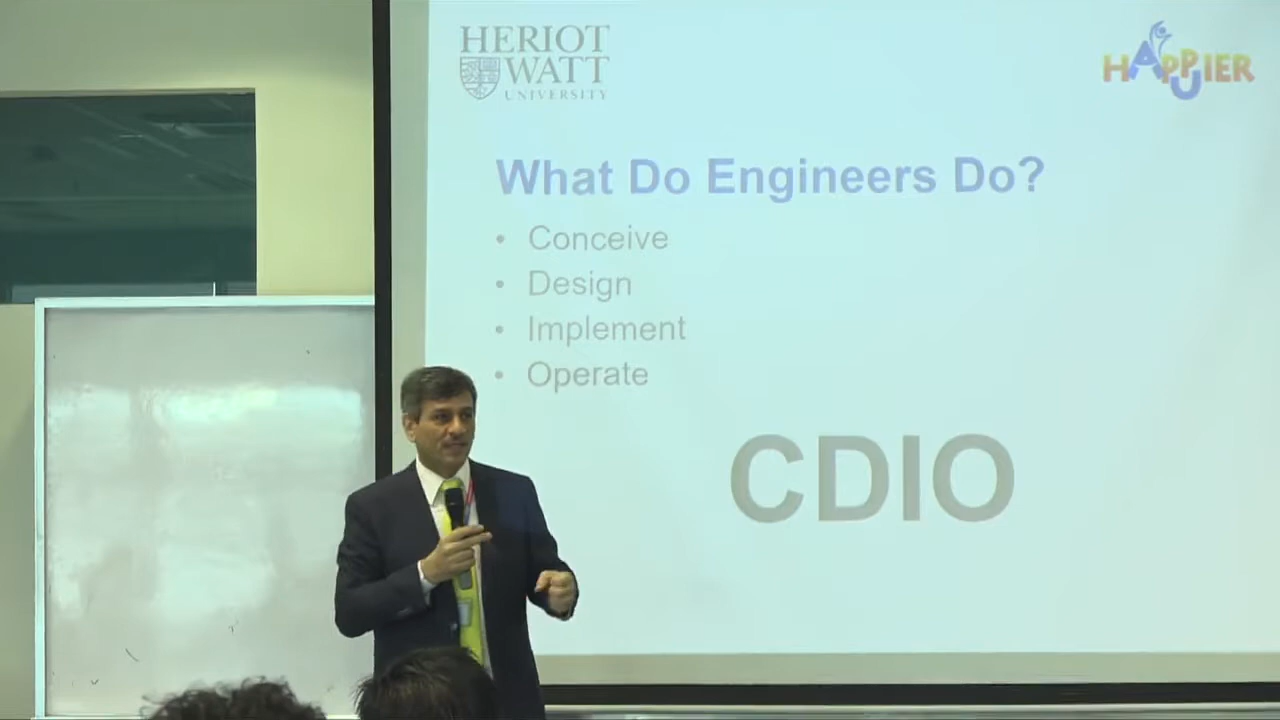 HERIOT
WATT
UNIVERSITY
HAPPIER
U
What Do Engineers Do?
• Conceive
• Design
• Implement
• Operate
CDIO